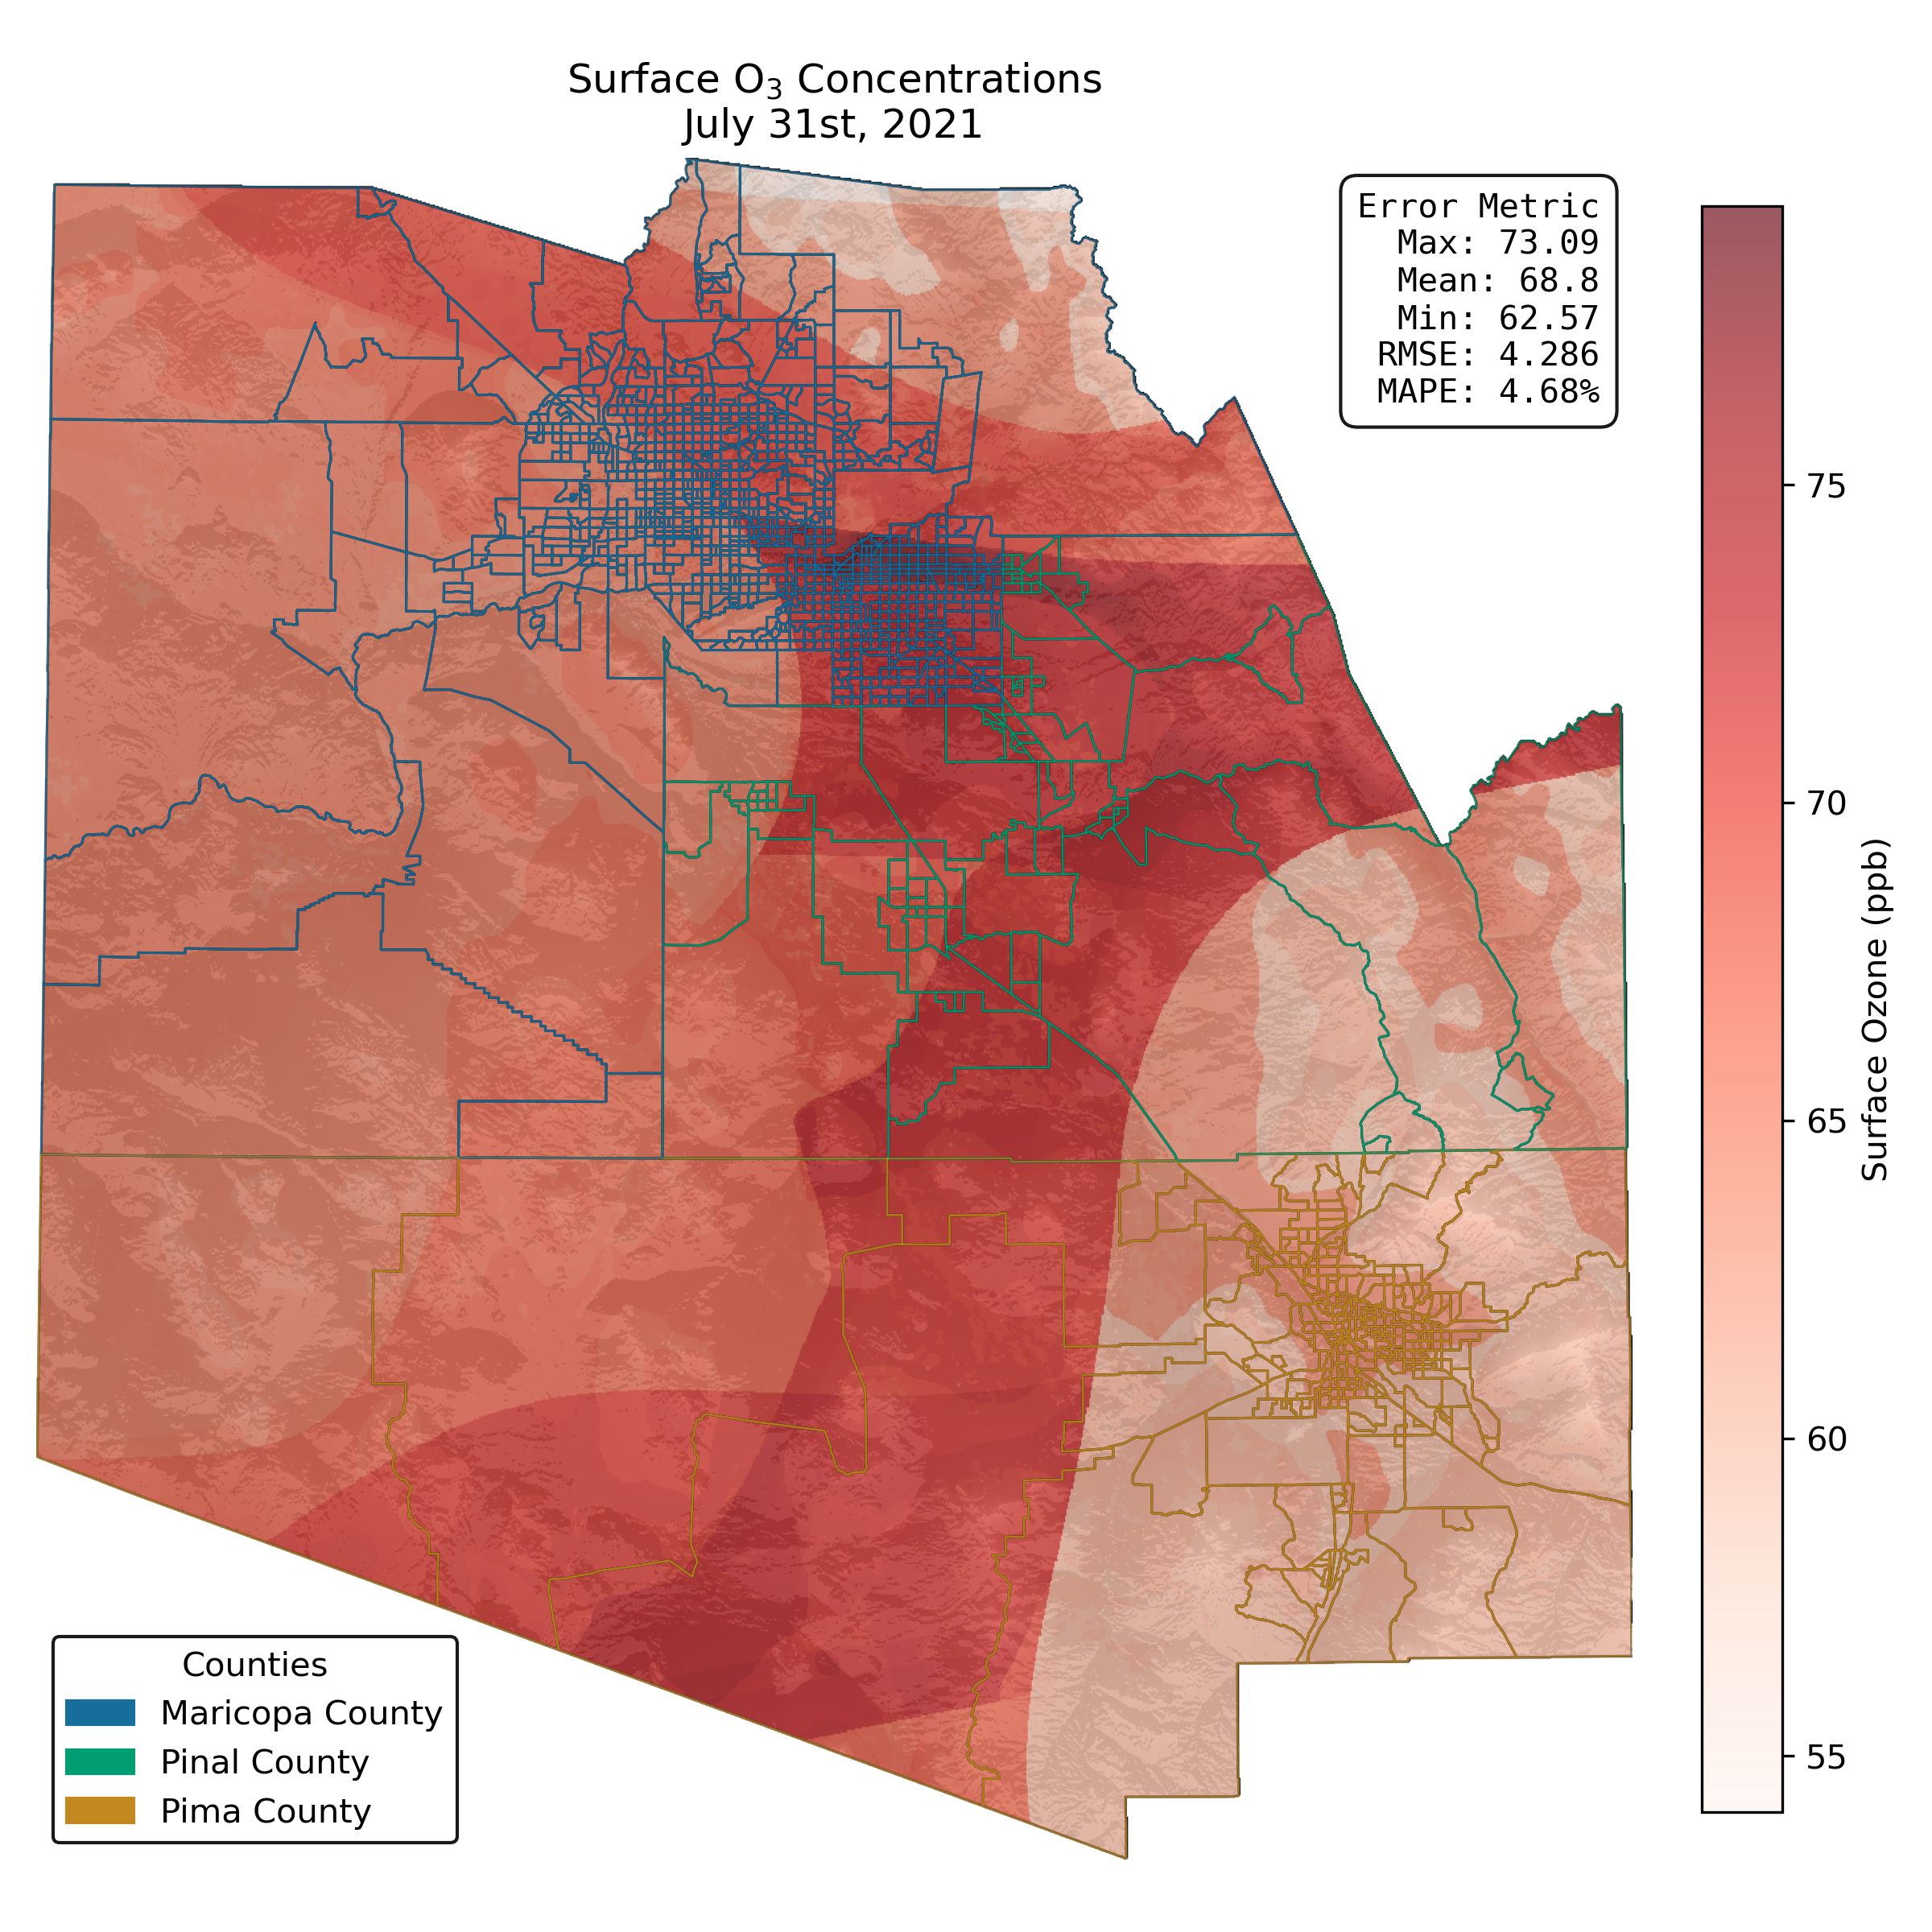 Surface O₃ Concentrations
July 31st, 2021
Error Metric
Max: 73.09
Mean: 68.8
Min: 62.57
RMSE: 4.286
MAPE: 4.68%
75
70
65
60
55
Surface Ozone (ppb)
Counties
Maricopa County
Pinal County
Pima County